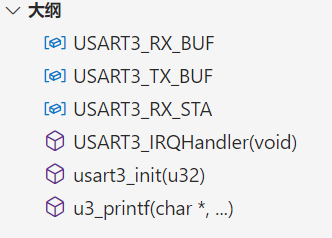 大纲
USART3_RX_BUF
USART3_TX_BUF
USART3_RX_STA
USART3_IRQHandler(void)
usart3_init(u32)
u3_printf(char *, ...)